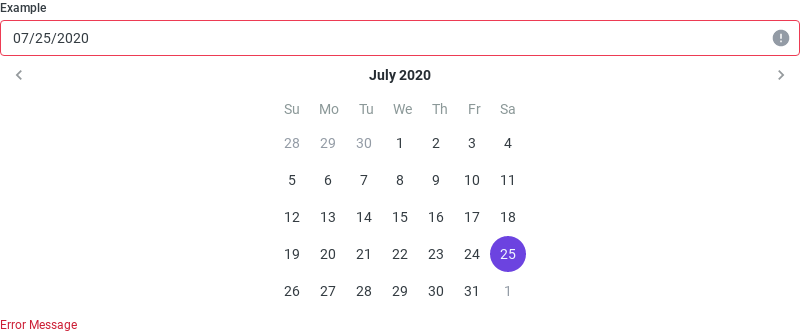 Example
07/25/2020
July 2020
Su Mo Tu We Th Fr Sa
28 29 30 1 2 3 4
5 6 7 8 9 10 11
12 13 14 15 16 17 18
19 20 21 22 23 24 25
26 27 28 29 30 31 1
Error Message